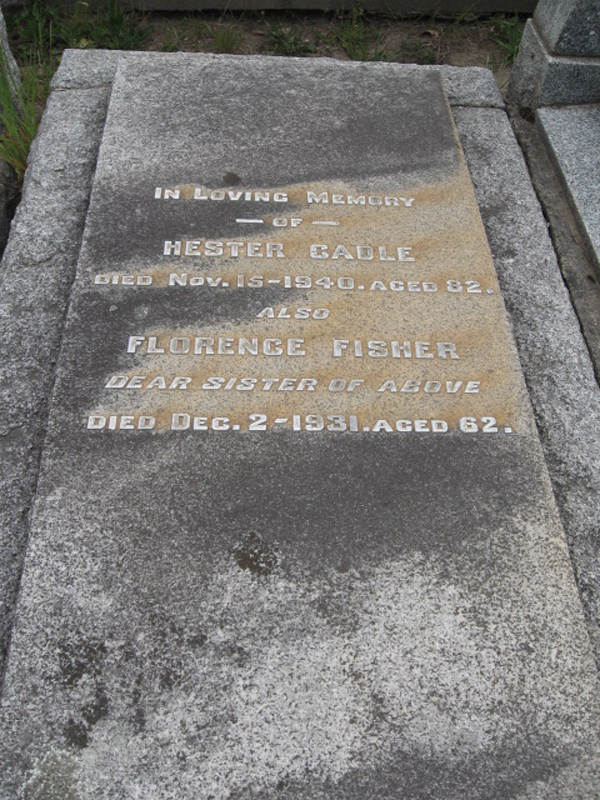 In Loving Memory
— OF —
HESTER CADLE
DIED NOV. 15-1940. AGED 82.
ALSO
FLORENCE FISHER
DEAR SISTER OF ABOVE
DIED DEC. 2-1931. AGED 62.